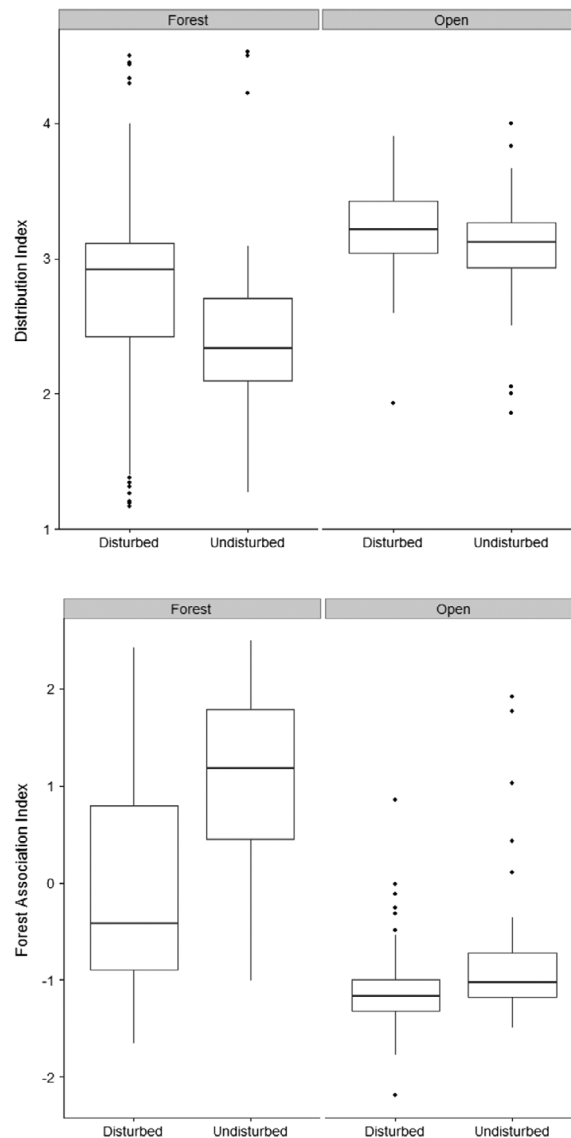 Forest Open
Distribution Index
4
3
2
1
Disturbed Undisturbed Disturbed Undisturbed
Forest Open
Forest Association Index
2
1
0
-1
-2
Disturbed Undisturbed Disturbed Undisturbed